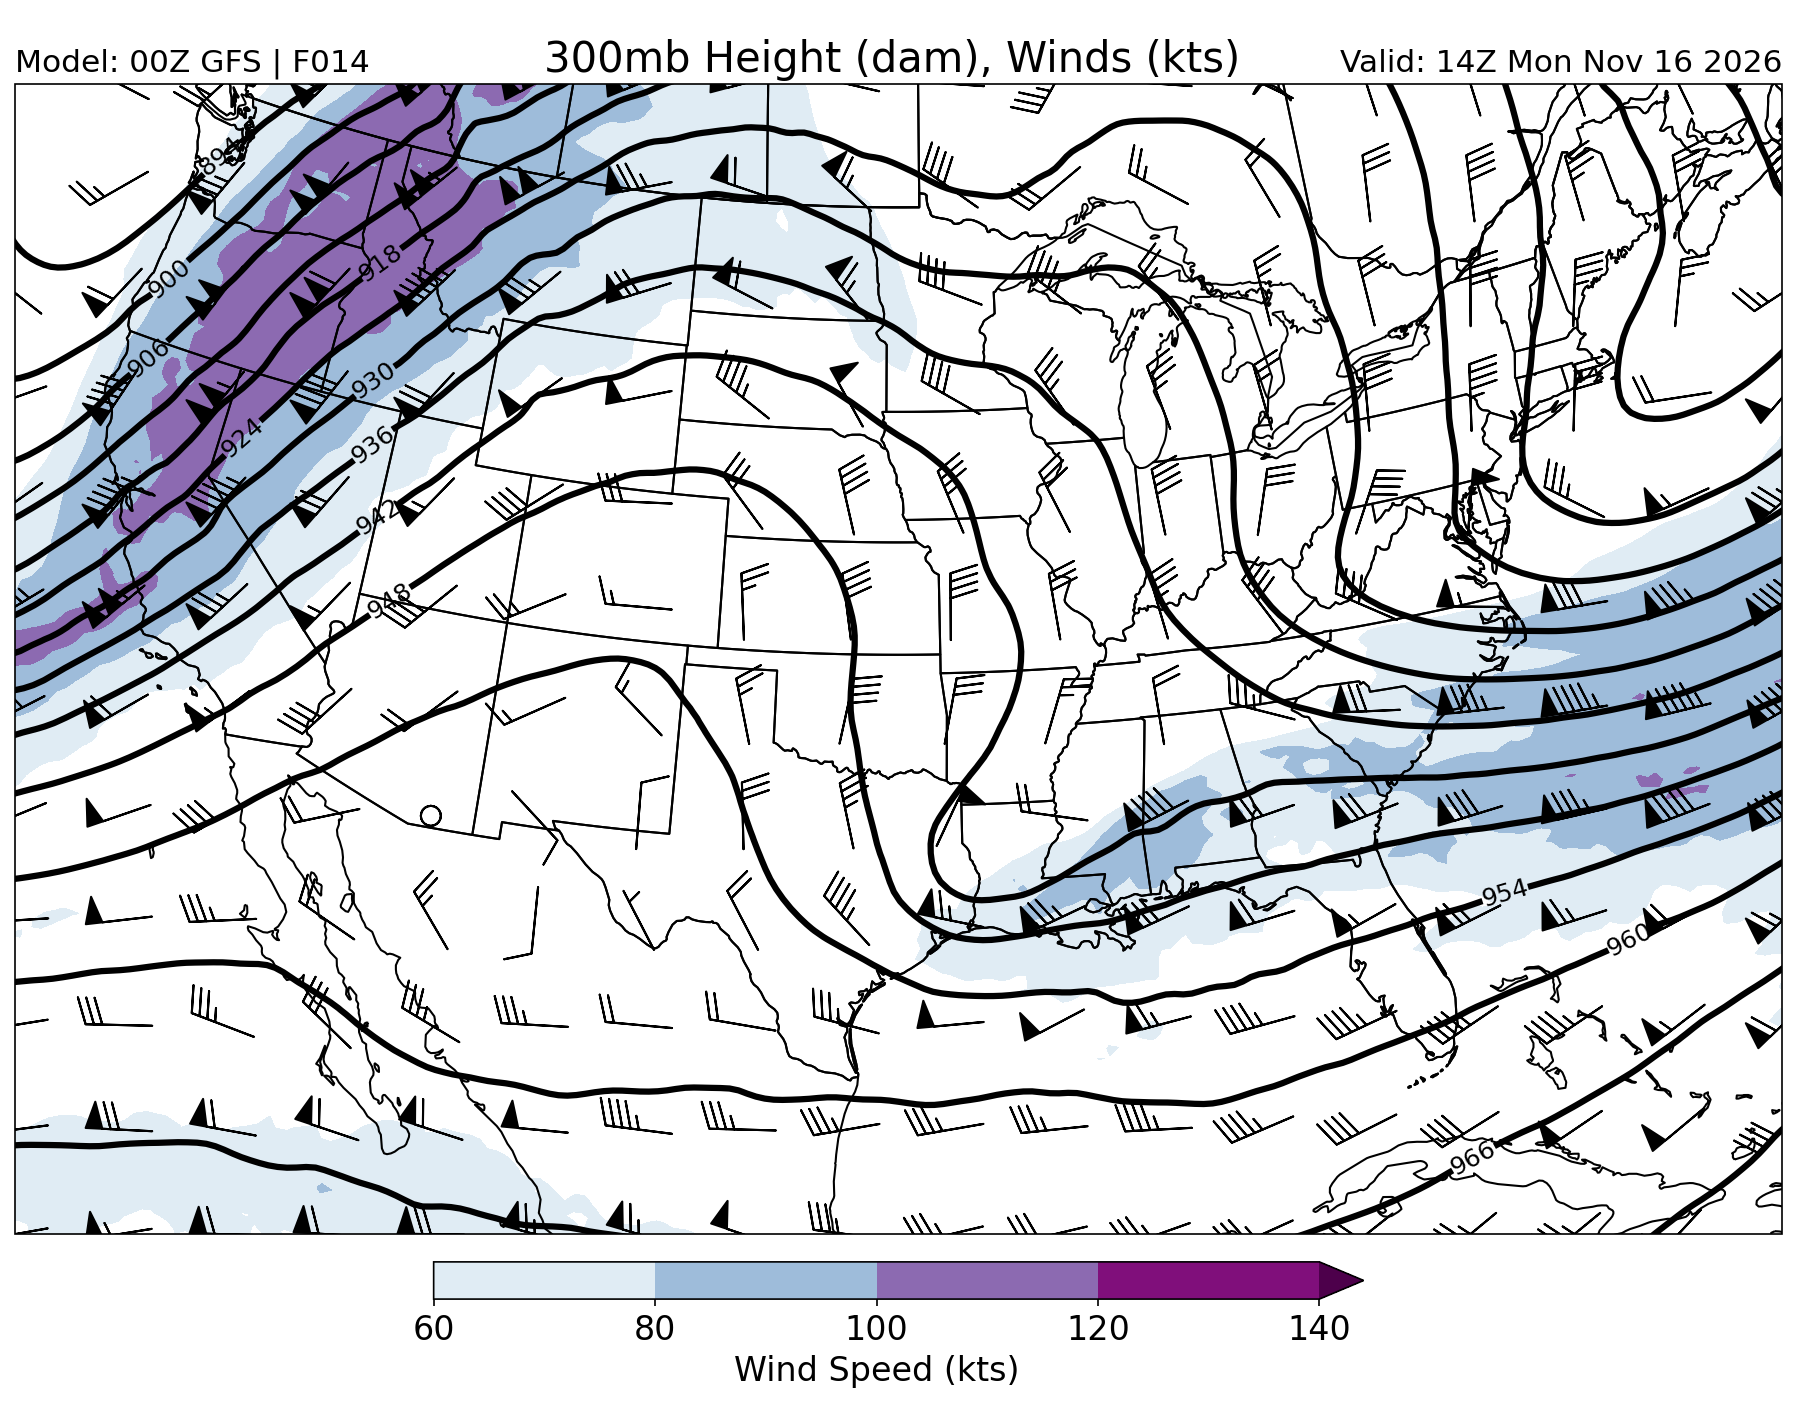 300mb Height (dam), Winds (kts)
Model: 00Z GFS | F014
Valid: 14Z Mon Nov 16 2026
894
900
918
906
930
924
936
942
948
954
960
966
60 80 100 120 140
Wind Speed (kts)